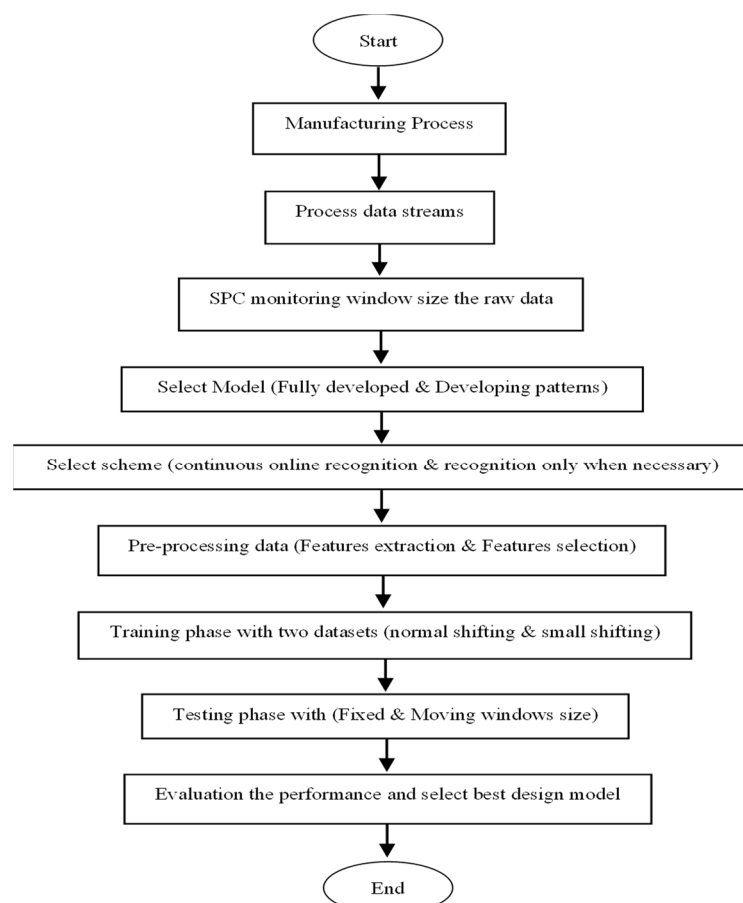 Start
Manufacturing Process
Process data streams
SPC monitoring window size the raw data
Select Model (Fully developed & Developing patterns)
Select scheme (continuous online recognition & recognition only when necessary)
Pre-processing data (Features extraction & Features selection)
Training phase with two datasets (normal shifting & small shifting)
Testing phase with (Fixed & Moving windows size)
Evaluation the performance and select best design model
End